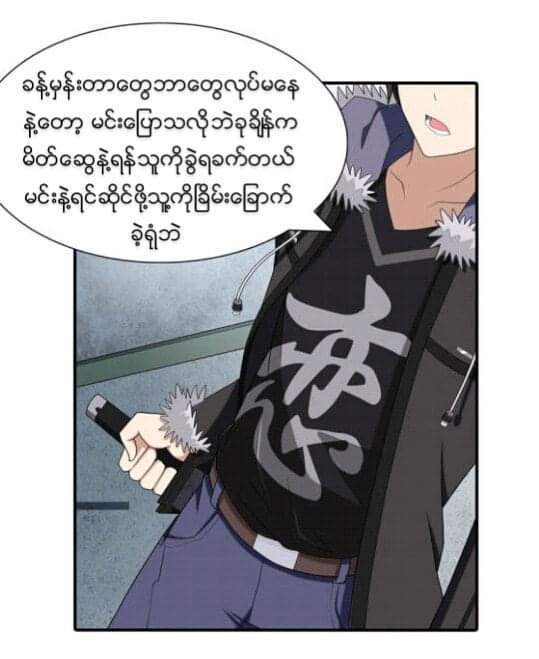 ခန့်မှန်းတာတွေဘာတွေလုပ်မနေ
နဲ့တော့ မင်းပြောသလိုဘဲခုချိန်က
မိတ်ဆွေနဲ့ရန်သူကိုခွဲရခက်တယ်
မင်းနဲ့ရင်ဆိုင်ဖို့သူ့ကိုခြိမ်းခြောက်
ခဲ့ရုံဘဲ